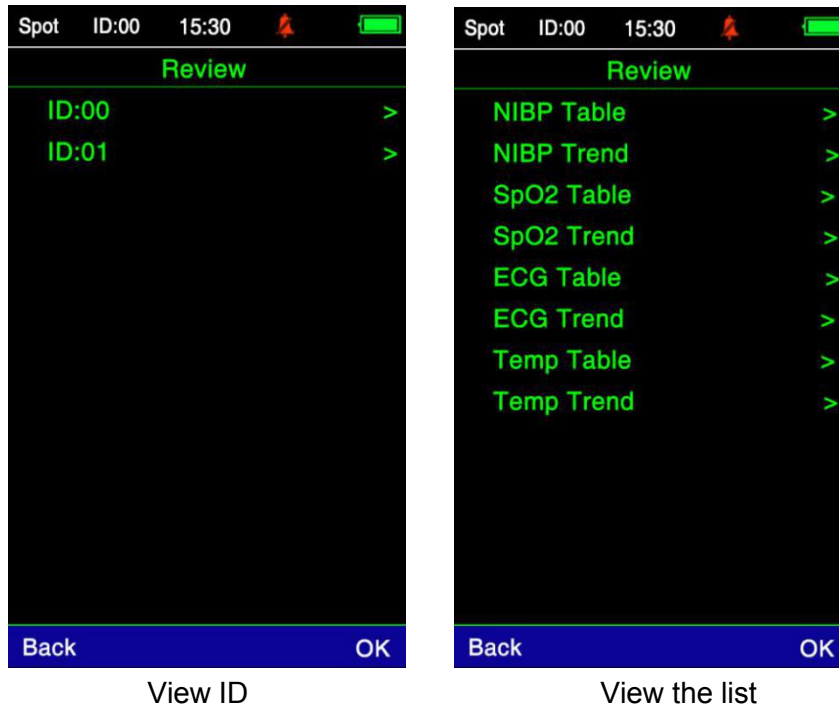 Spot ID:00 15:30
Review
ID:00 >
ID:01 >
Back OK
View ID
Spot ID:00 15:30
Review
NIBP Table >
NIBP Trend >
SpO2 Table >
SpO2 Trend >
ECG Table >
ECG Trend >
Temp Table >
Temp Trend >
Back OK
View the list